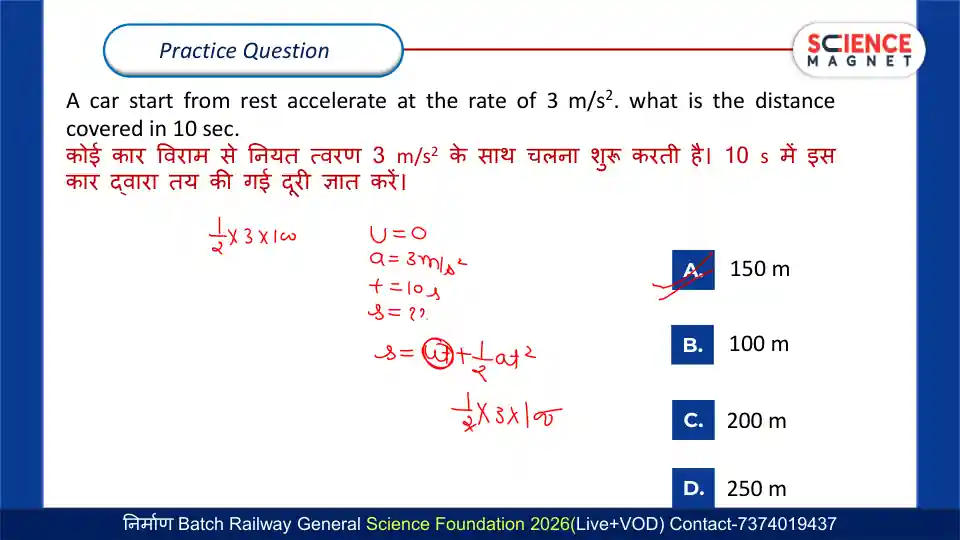 Practice Question
SCIENCE
MAGNET
A car start from rest accelerate at the rate of 3 m/s². what is the distance
covered in 10 sec.
कोई कार विराम से नियत त्वरण 3 m/s² के साथ चलना शुरू करती है। 10 s में इस
कार द्वारा तय की गई दूरी ज्ञात करें।
1/2 × 3 × 100
U = 0
a = 3m/s²
t = 10s
s = ??
s = ut + 1/2 at²
1/2 × 3 × 100
A. 150 m
B. 100 m
C. 200 m
D. 250 m
निर्माण Batch Railway General Science Foundation 2026(Live+VOD) Contact-7374019437